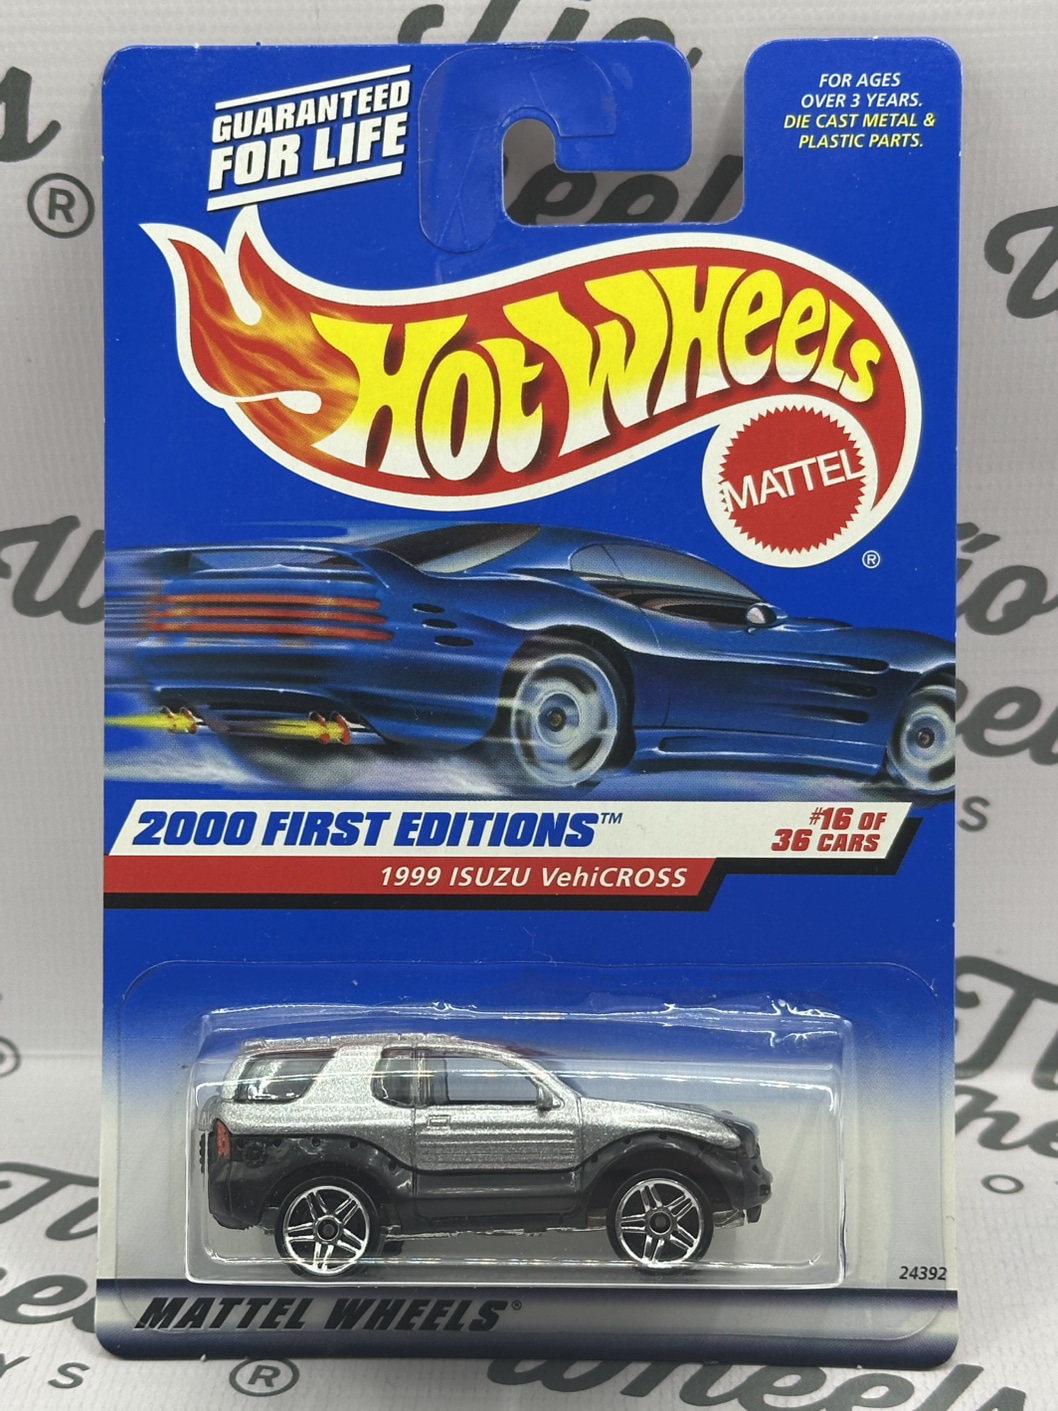 GUARANTEED
FOR LIFE
FOR AGES
OVER 3 YEARS.
DIE CAST METAL &
PLASTIC PARTS.
HOT WHEELS
MATTEL
®
2000 FIRST EDITIONS™
#16 OF
36 CARS
1999 ISUZU VehiCROSS
24392
MATTEL WHEELS®